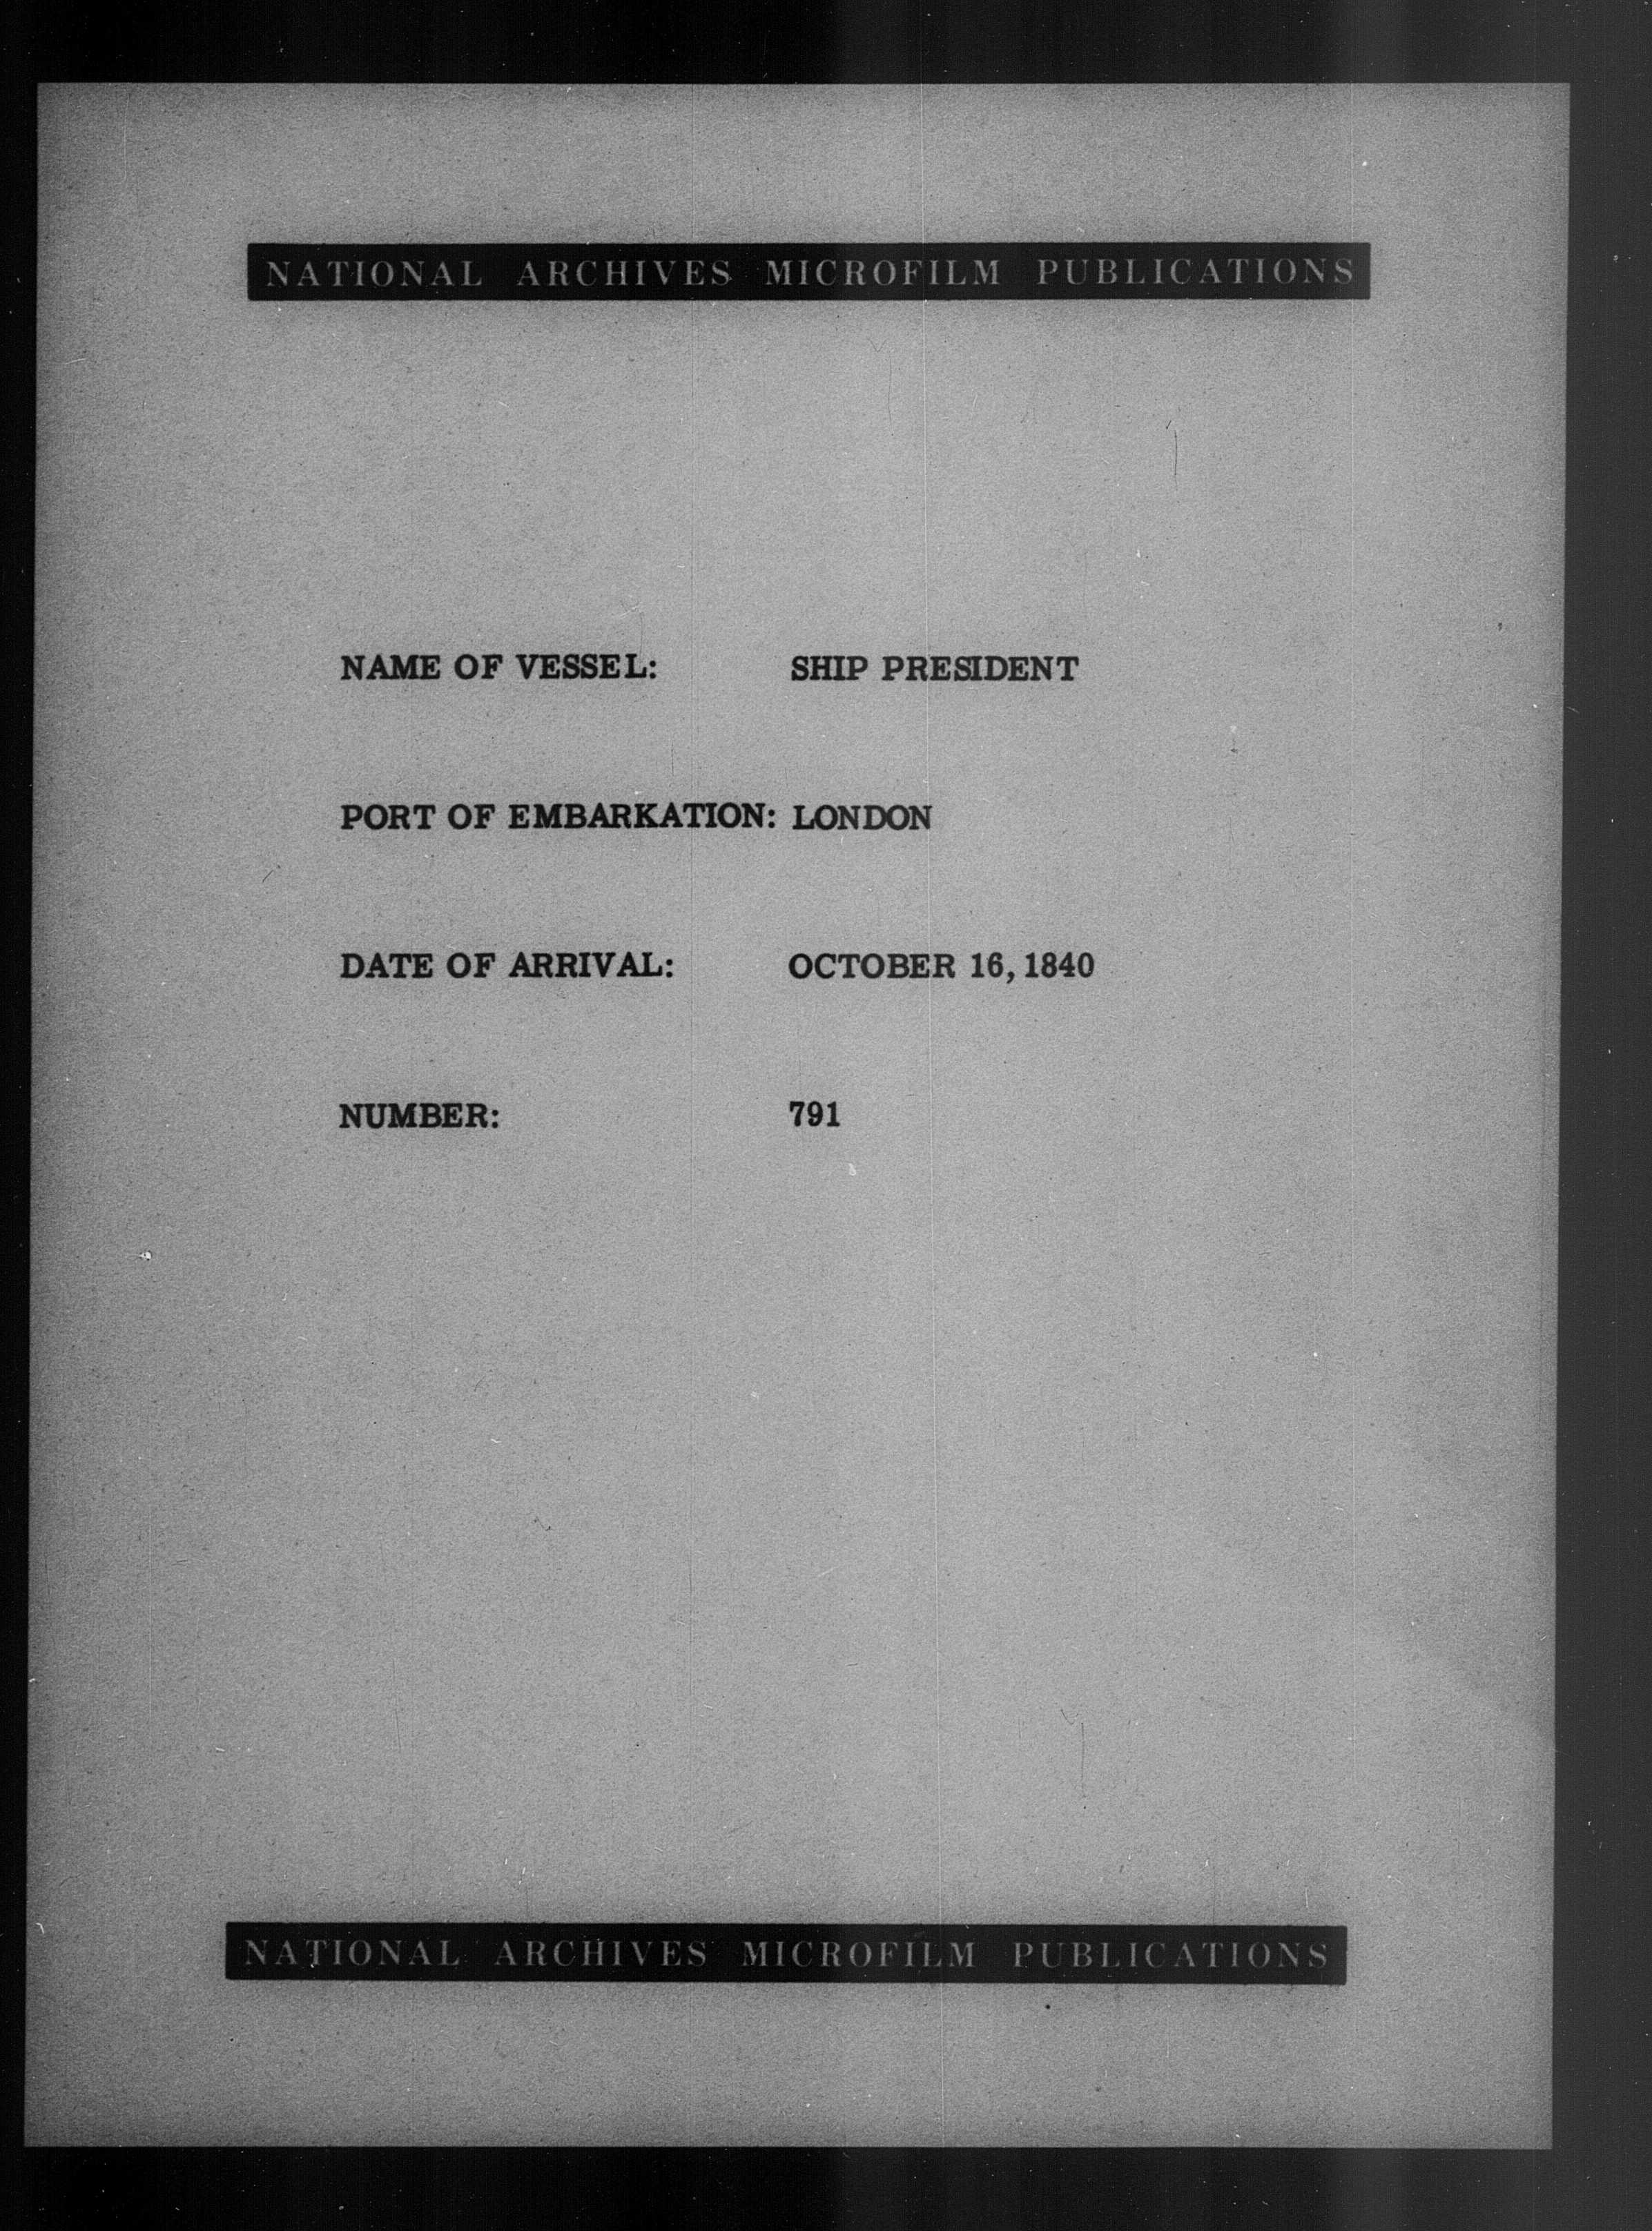 NATIONAL ARCHIVES MICROFILM PUBLICATIONS
NAME OF VESSEL: SHIP PRESIDENT
PORT OF EMBARKATION: LONDON
DATE OF ARRIVAL: OCTOBER 16, 1840
NUMBER: 791
NATIONAL ARCHIVES MICROFILM PUBLICATIONS